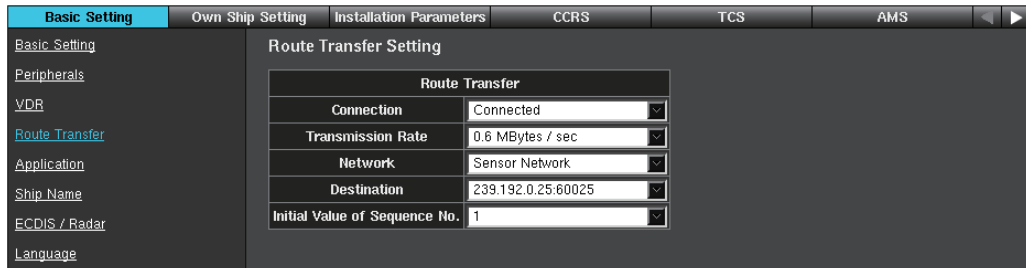 Basic Setting Own Ship Setting Installation Parameters CCRS TCS AMS
Basic Setting
Peripherals
VDR
Route Transfer
Application
Ship Name
ECDIS / Radar
Language
Route Transfer Setting
Route Transfer
Connection Connected
Transmission Rate 0.6 MBytes / sec
Network Sensor Network
Destination 239.192.0.25:60025
Initial Value of Sequence No. 1